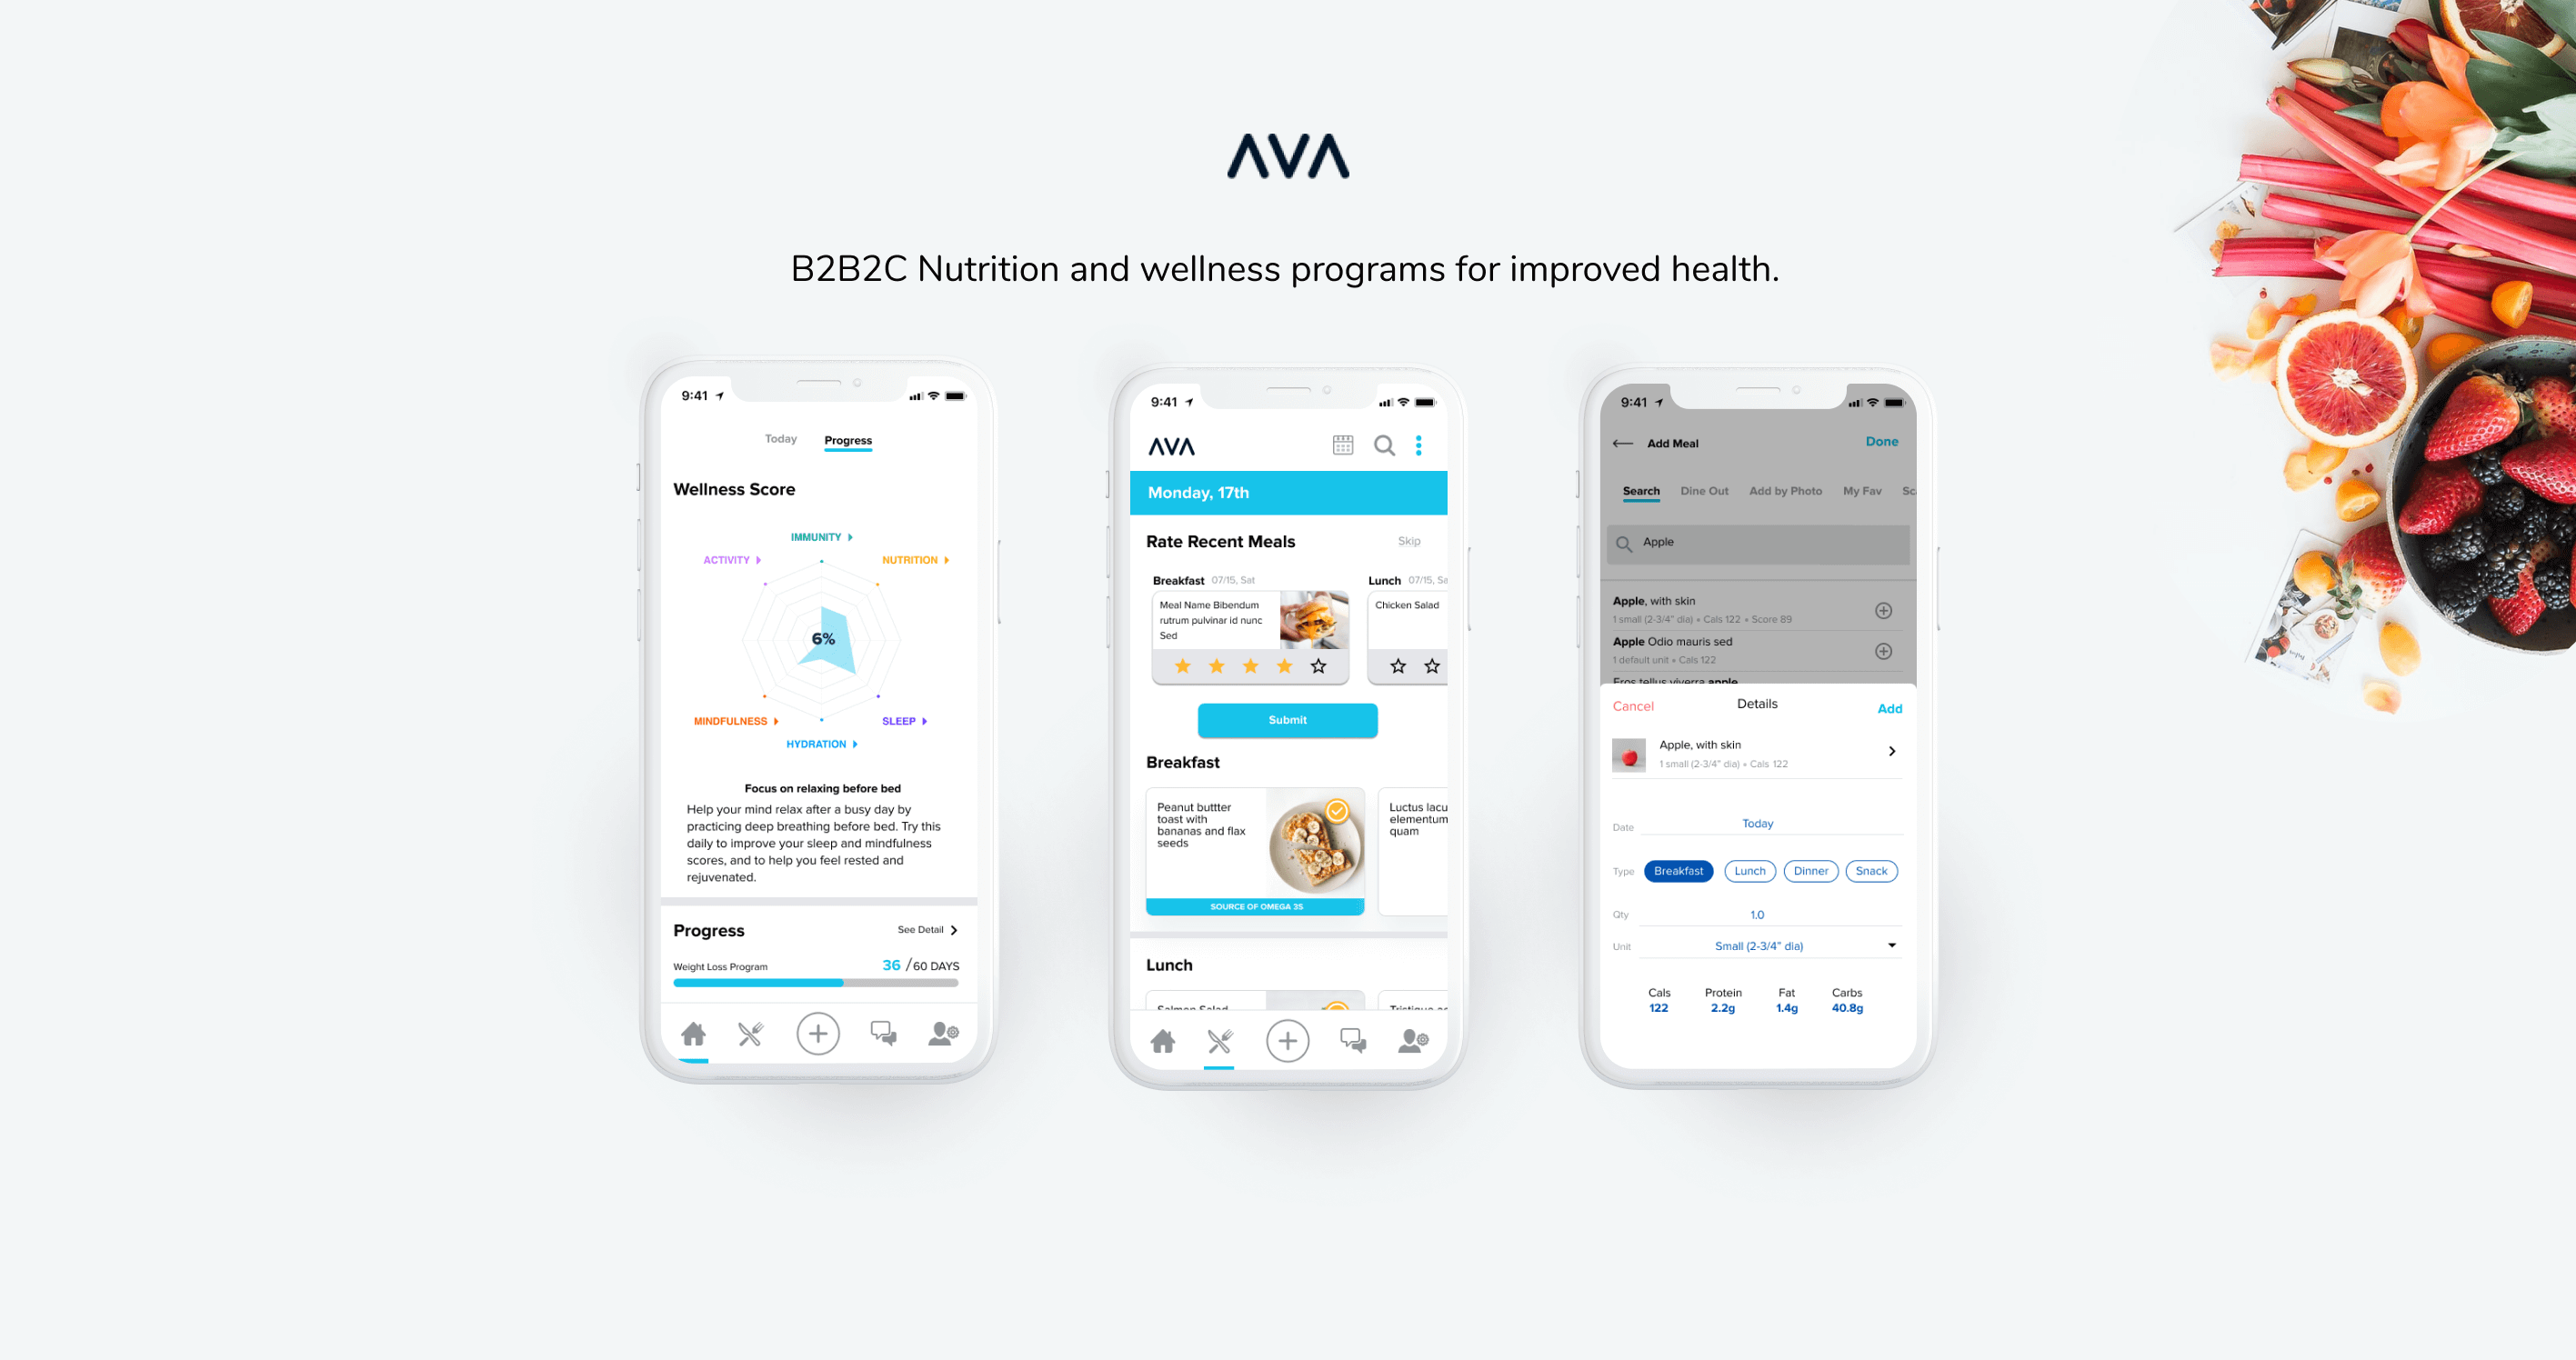 AVA
B2B2C Nutrition and wellness programs for improved health.
9:41
Today Progress
Wellness Score
IMMUNITY
ACTIVITY NUTRITION
6%
MINDFULNESS SLEEP
HYDRATION
Focus on relaxing before bed
Help your mind relax after a busy day by
practicing deep breathing before bed. Try this
daily to improve your sleep and mindfulness
scores, and to help you feel rested and
rejuvenated.
Progress See Detail
Weight Loss Program 36 /60 DAYS
9:41
AVA
Monday, 17th
Rate Recent Meals Skip
Breakfast 07/15, Sat
Meal Name Bibendum
rutrum pulvinar id nunc
Sed
Lunch 07/15, Sa
Chicken Salad
Submit
Breakfast
Peanut buttter
toast with
bananas and flax
seeds
SOURCE OF OMEGA 3S
Luctus lacu
elementum
quam
Lunch
Salmon Salad
9:41
Add Meal Done
Search Dine Out Add by Photo My Fav Sc
Apple
Apple, with skin
1 small (2-3/4" dia) • Cals 122 • Score 89
Apple Odio mauris sed
1 default unit • Cals 122
Eros tellus viverra apple
Cancel Details Add
Apple, with skin
1 small (2-3/4" dia) • Cals 122
Date Today
Type Breakfast Lunch Dinner Snack
Qty 1.0
Unit Small (2-3/4" dia)
Cals Protein Fat Carbs
122 2.2g 1.4g 40.8g